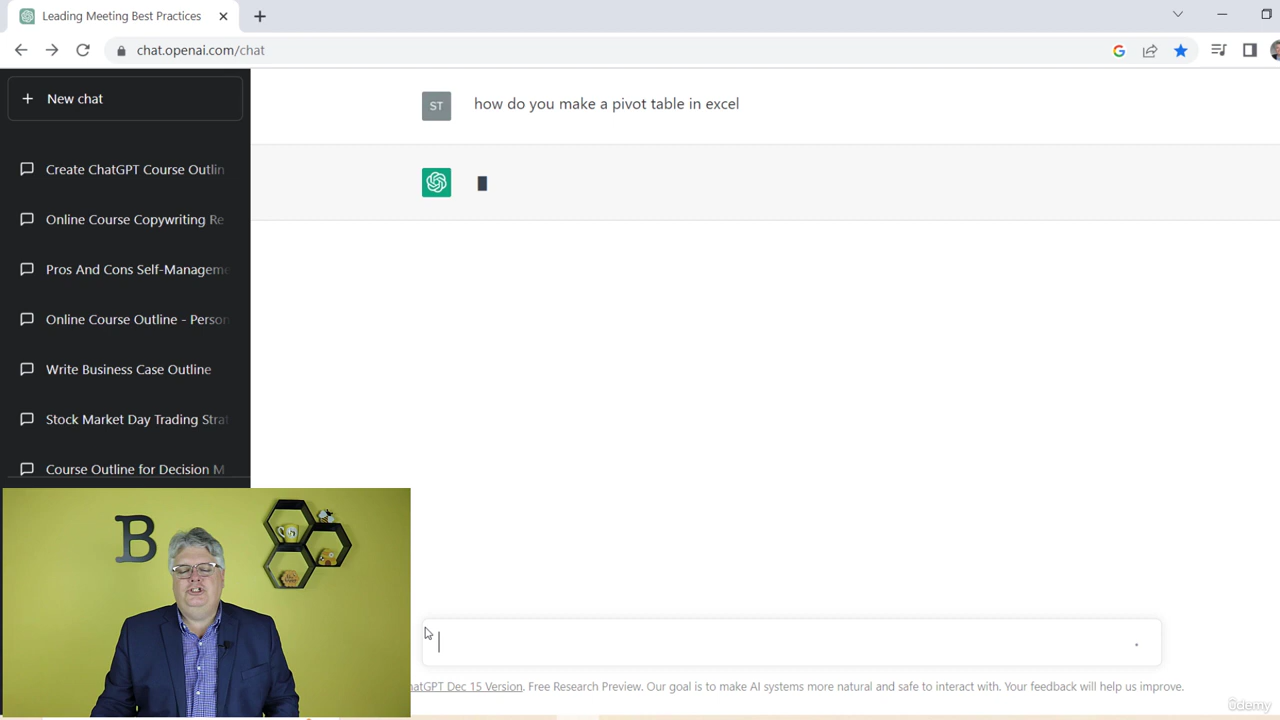 Leading Meeting Best Practices
chat.openai.com/chat
New chat
ST
how do you make a pivot table in excel
Create ChatGPT Course Outlin
Online Course Copywriting Re
Pros And Cons Self-Manageme
Online Course Outline - Person
Write Business Case Outline
Stock Market Day Trading Strat
Course Outline for Decision M
B
hatGPT Dec 15 Version. Free Research Preview. Our goal is to make AI systems more natural and safe to interact with. Your feedback will help us improve.
ûdemy